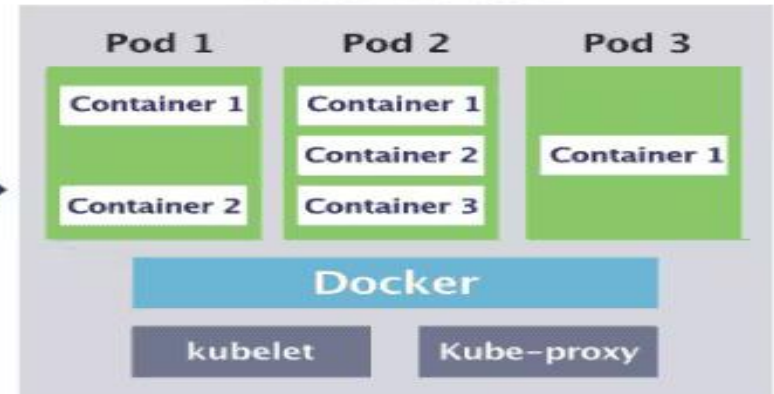 Pod 1 Pod 2 Pod 3
Container 1 Container 1
Container 2 Container 1
Container 2 Container 3
Docker
kubelet Kube-proxy